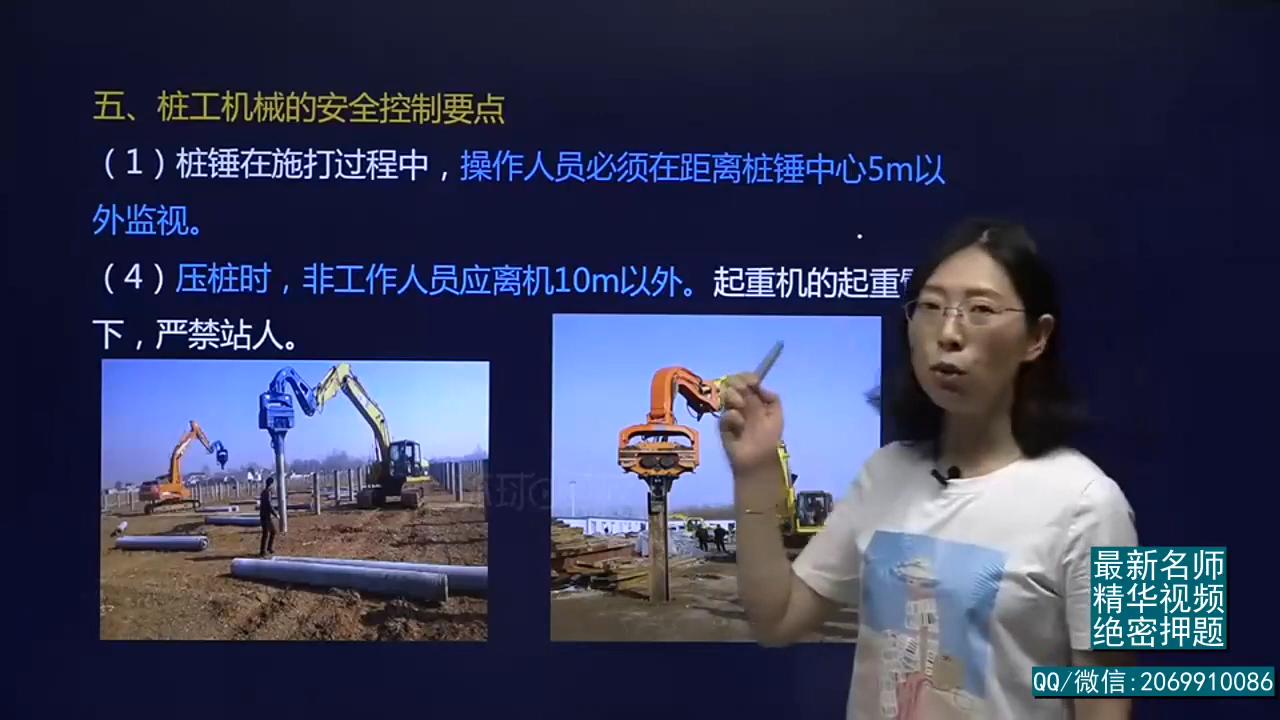 五、桩工机械的安全控制要点
（1）桩锤在施打过程中，操作人员必须在距离桩锤中心5m以
外监视。
（4）压桩时，非工作人员应离机10m以外。起重机的起重
下，严禁站人。
最新名师
精华视频
绝密押题
QQ/微信:2069910086